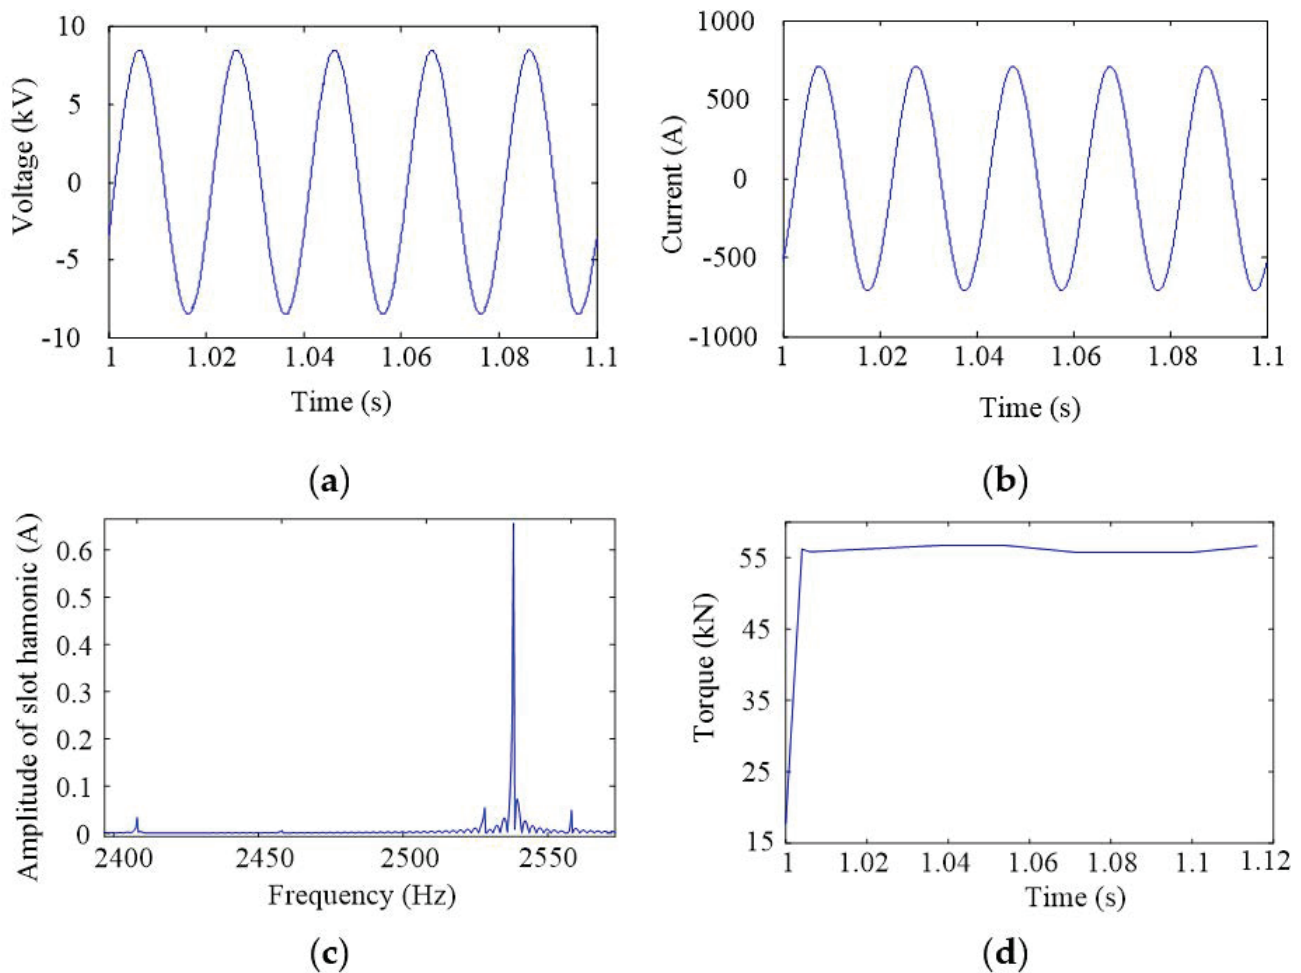 10
5
0
-5
-10
Voltage (kV)
1 1.02 1.04 1.06 1.08 1.1
Time (s)
(a)
1000
500
0
-500
-1000
Current (A)
1 1.02 1.04 1.06 1.08 1.1
Time (s)
(b)
0.6
0.5
0.4
0.3
0.2
0.1
0
Amplitude of slot hamonic (A)
2400 2450 2500 2550
Frequency (Hz)
(c)
55
45
35
25
15
Torque (kN)
1 1.02 1.04 1.06 1.08 1.1 1.12
Time (s)
(d)